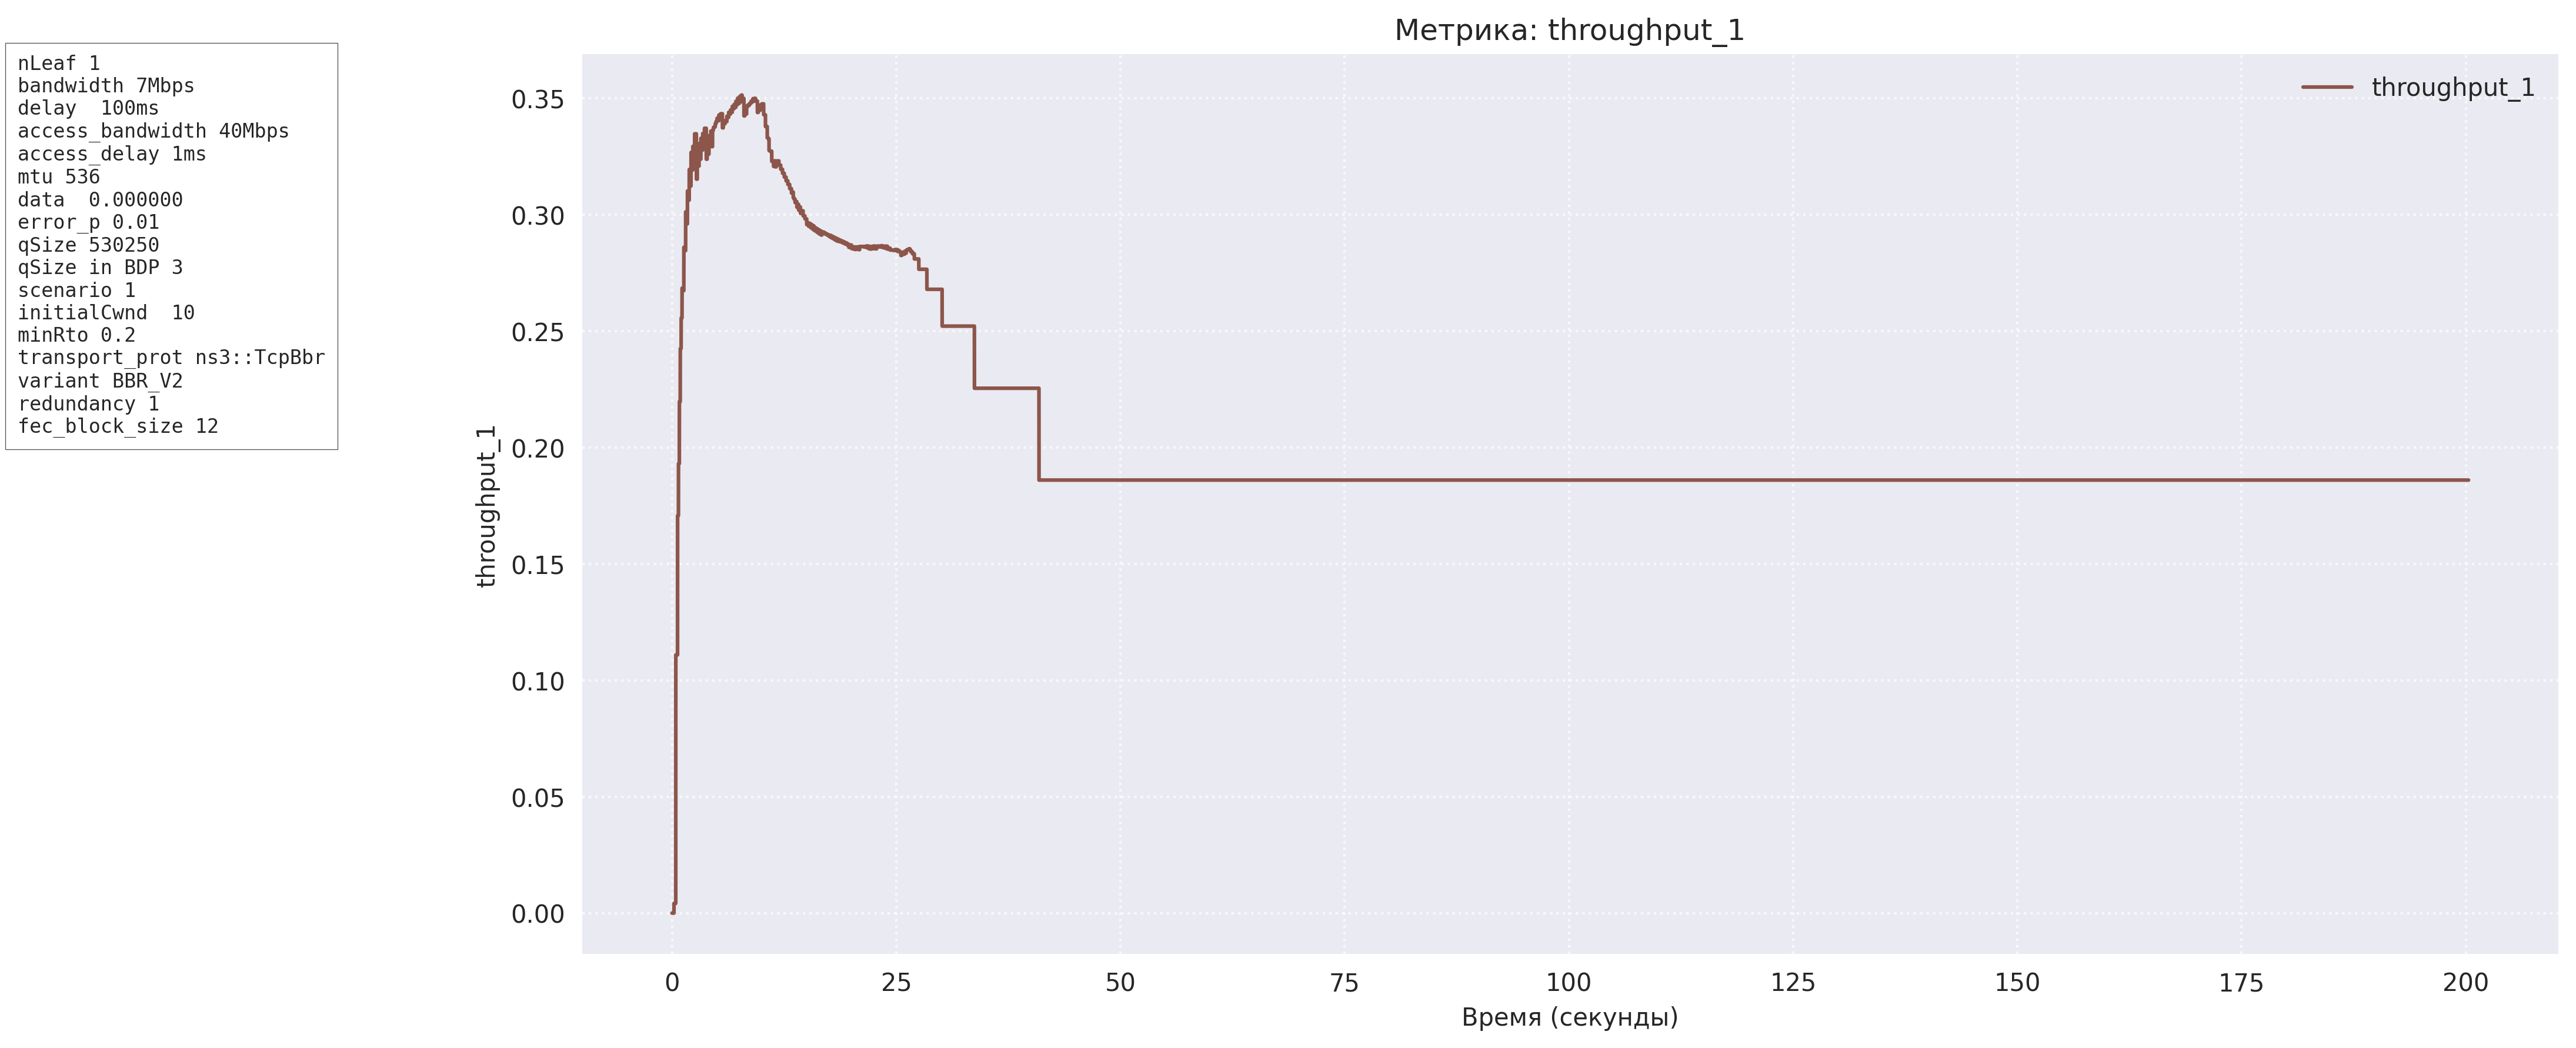 Метрика: throughput_1
nLeaf 1
bandwidth 7Mbps
delay  100ms
access_bandwidth 40Mbps
access_delay 1ms
mtu 536
data  0.000000
error_p 0.01
qSize 530250
qSize in BDP 3
scenario 1
initialCwnd  10
minRto 0.2
transport_prot ns3::TcpBbr
variant BBR_V2
redundancy 1
fec_block_size 12
throughput_1
throughput_1
0.35
0.30
0.25
0.20
0.15
0.10
0.05
0.00
0 25 50 75 100 125 150 175 200
Время (секунды)